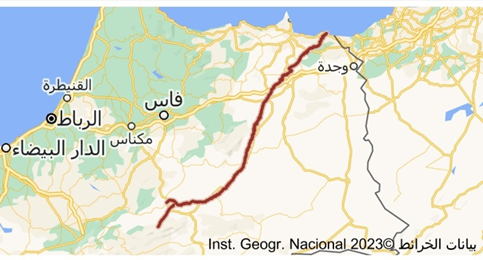 وجدة
القنيطرة
فاس
الرباط
مكناس
الدار البيضاء
بيانات الخرائط ©2023 Inst. Geogr. Nacional